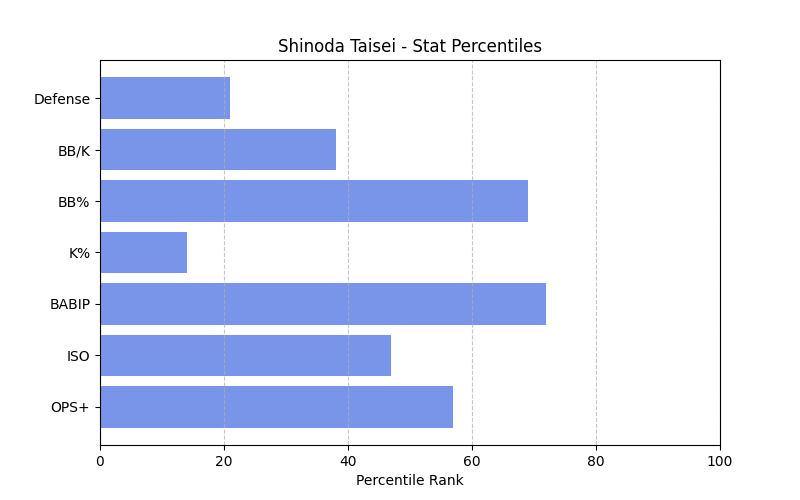 Shinoda Taisei - Stat Percentiles
Defense
BB/K
BB%
K%
BABIP
ISO
OPS+
0 20 40 60 80 100
Percentile Rank